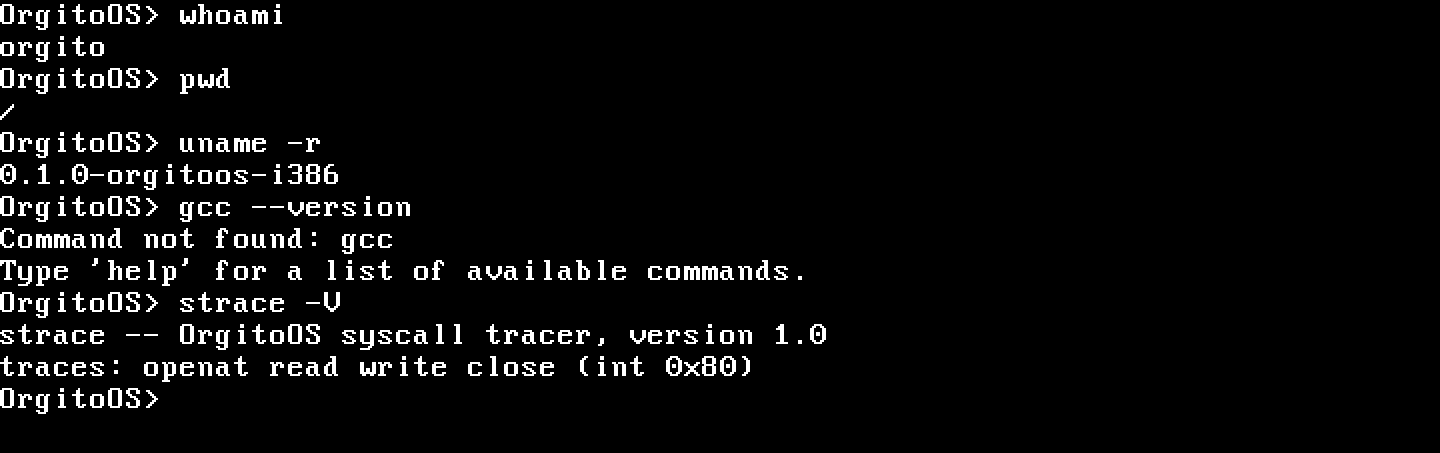 OrgitoOS> whoami
orgito
OrgitoOS> pwd
/
OrgitoOS> uname -r
0.1.0-orgitoos-i386
OrgitoOS> gcc --version
Command not found: gcc
Type 'help' for a list of available commands.
OrgitoOS> strace -V
strace -- OrgitoOS syscall tracer, version 1.0
traces: openat read write close (int 0x80)
OrgitoOS>